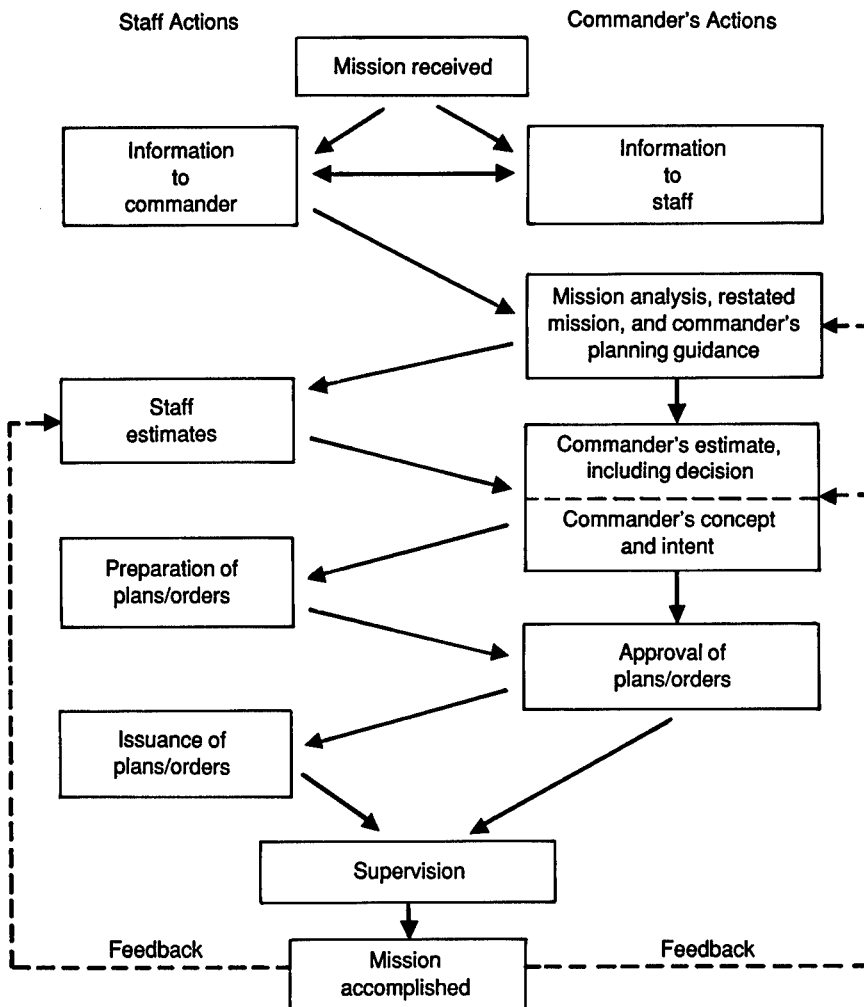 Staff Actions
Commander's Actions
Mission received
Information
to
commander
Information
to
staff
Mission analysis, restated
mission, and commander's
planning guidance
Staff
estimates
Commander's estimate,
including decision
Commander's concept
and intent
Preparation of
plans/orders
Approval of
plans/orders
Issuance of
plans/orders
Supervision
Feedback
Mission
accomplished
Feedback